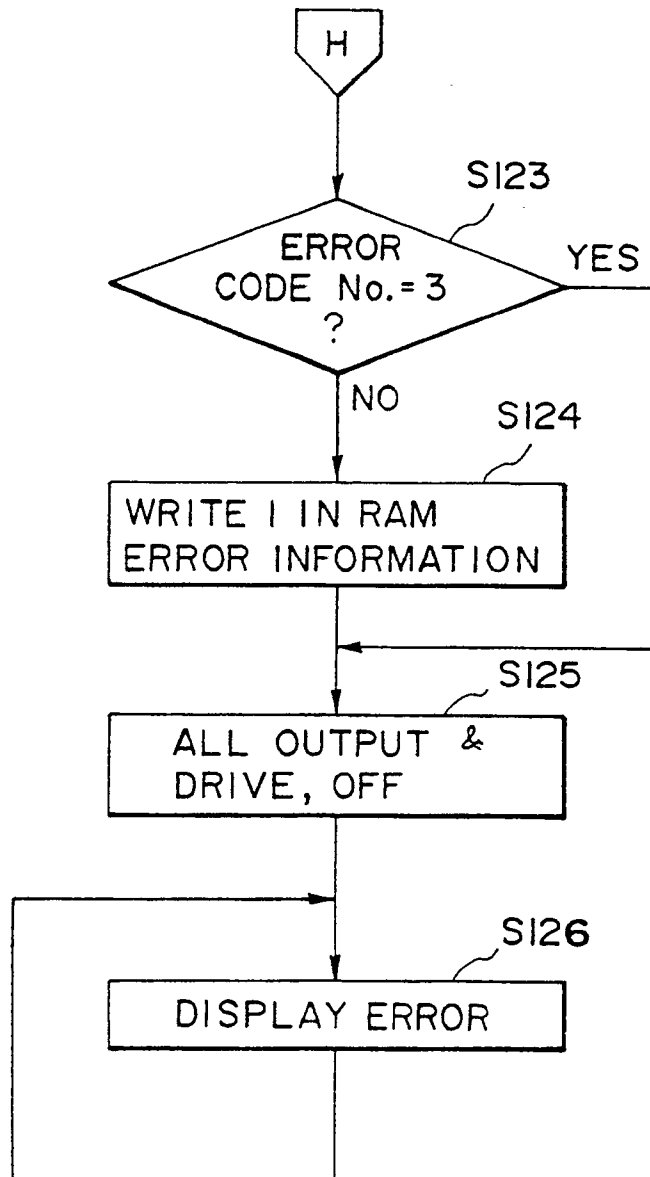 H
S123
ERROR
CODE No.=3
?
YES
NO
S124
WRITE 1 IN RAM
ERROR INFORMATION
S125
ALL OUTPUT &
DRIVE, OFF
S126
DISPLAY ERROR